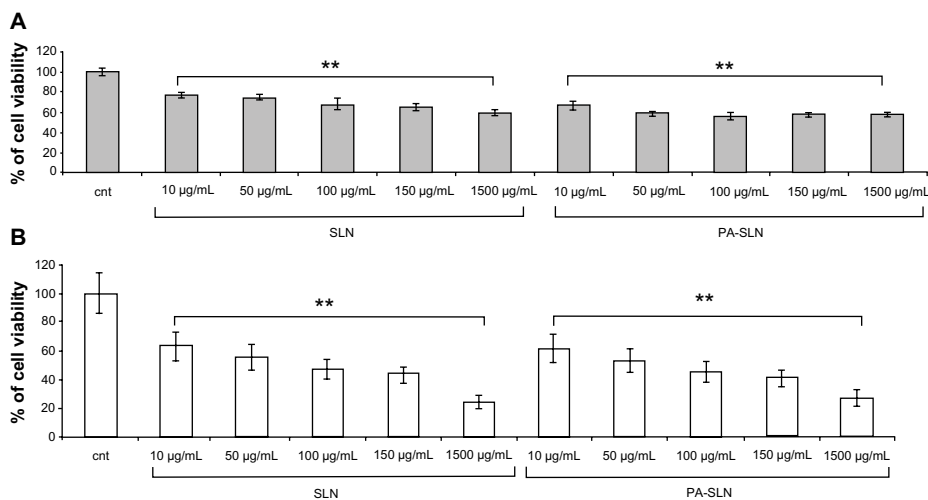 A
% of cell viability
120
100
80
60
40
20
0
**
**
cnt 10 µg/mL 50 µg/mL 100 µg/mL 150 µg/mL 1500 µg/mL 10 µg/mL 50 µg/mL 100 µg/mL 150 µg/mL 1500 µg/mL
SLN PA-SLN
B
% of cell viability
120
100
80
60
40
20
0
**
**
cnt 10 µg/mL 50 µg/mL 100 µg/mL 150 µg/mL 1500 µg/mL 10 µg/mL 50 µg/mL 100 µg/mL 150 µg/mL 1500 µg/mL
SLN PA-SLN